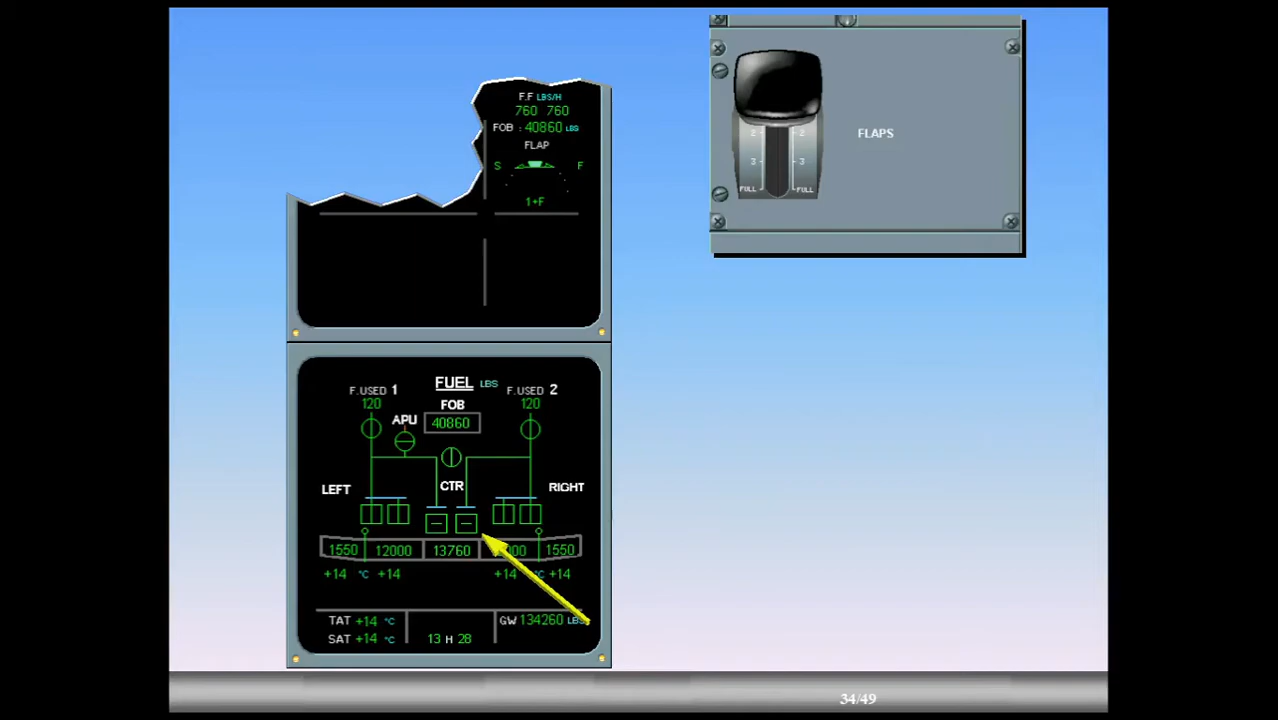 F.F LBS/H
760 760
FOB : 40860 LBS
FLAP
S F
1+F
2 2
3 3
FULL FULL
FLAPS
F.USED 1 FUEL LBS F.USED 2
120 FOB 120
APU 40860
LEFT CTR RIGHT
1550 12000 13760 1550
+14 °C +14 +14 °C +14
TAT +14 °C GW 134260 LBS
SAT +14 °C 13 H 28
34/49